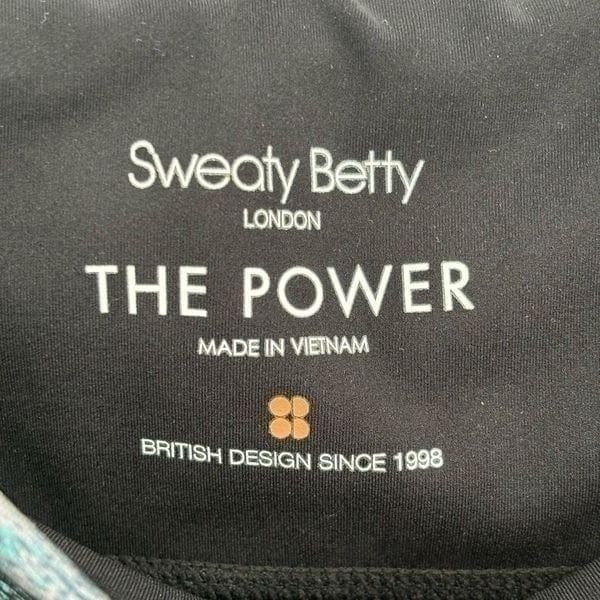 Sweaty Betty
LONDON
THE POWER
MADE IN VIETNAM
BRITISH DESIGN SINCE 1998